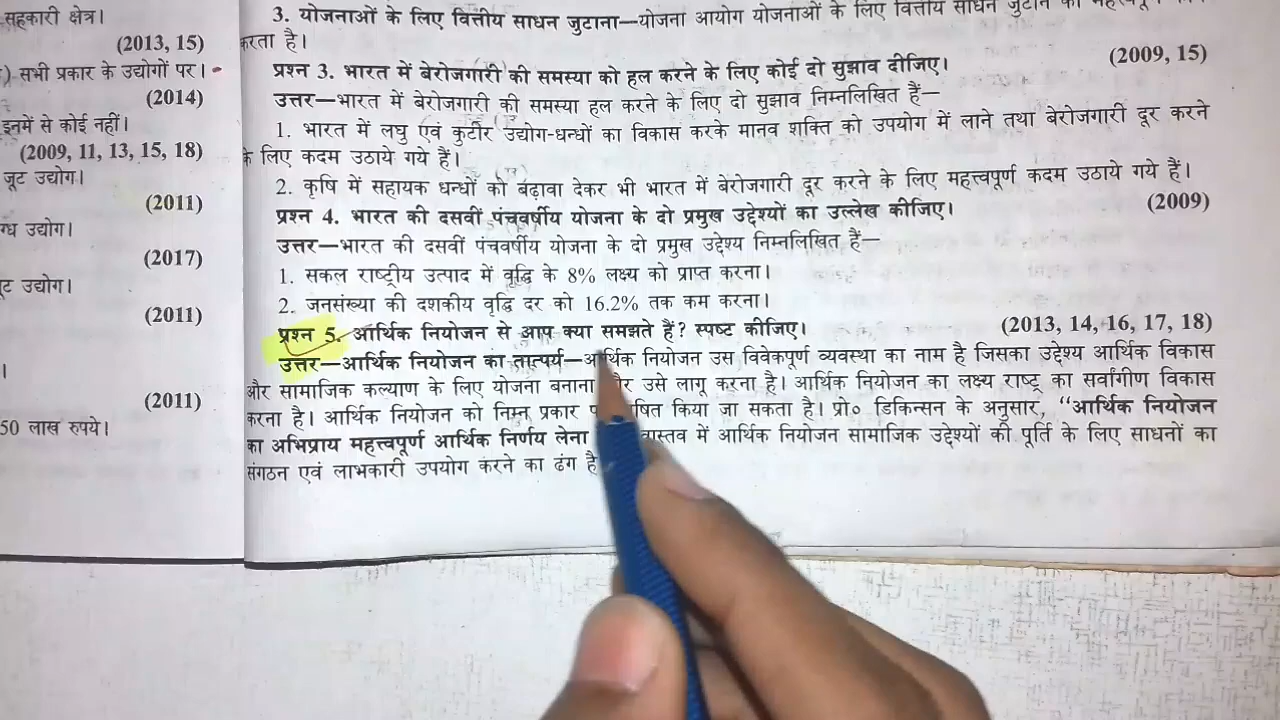 सहकारी क्षेत्र।
(2013, 15)
) सभी प्रकार के उद्योगों पर।
(2014)
इनमें से कोई नहीं।
(2009, 11, 13, 15, 18)
जूट उद्योग।
(2011)
उद्योग।
(2017)
उद्योग।
(2011)
।
(2011)
50 लाख रुपये।
3. योजनाओं के लिए वित्तीय साधन जुटाना—योजना आयोग योजनाओं के लिए वित्तीय साधन जुटाने का
करता है।
(2009, 15)
प्रश्न 3. भारत में बेरोजगारी की समस्या को हल करने के लिए कोई दो सुझाव दीजिए।
उत्तर—भारत में बेरोजगारी की समस्या हल करने के लिए दो सुझाव निम्नलिखित हैं—
1. भारत में लघु एवं कुटीर उद्योग-धन्धों का विकास करके मानव शक्ति को उपयोग में लाने तथा बेरोजगारी दूर करने
के लिए कदम उठाये गये हैं।
2. कृषि में सहायक धन्धों को बढ़ावा देकर भी भारत में बेरोजगारी दूर करने के लिए महत्त्वपूर्ण कदम उठाये गये हैं।
प्रश्न 4. भारत की दसवीं पंचवर्षीय योजना के दो प्रमुख उद्देश्यों का उल्लेख कीजिए। (2009)
उत्तर—भारत की दसवीं पंचवर्षीय योजना के दो प्रमुख उद्देश्य निम्नलिखित हैं—
1. सकल राष्ट्रीय उत्पाद में वृद्धि के 8% लक्ष्य को प्राप्त करना।
2. जनसंख्या की दशकीय वृद्धि दर को 16.2% तक कम करना।
प्रश्न 5. आर्थिक नियोजन से आप क्या समझते हैं? स्पष्ट कीजिए। (2013, 14, 16, 17, 18)
उत्तर—आर्थिक नियोजन का तात्पर्य—आर्थिक नियोजन उस विवेकपूर्ण व्यवस्था का नाम है जिसका उद्देश्य आर्थिक विकास
और सामाजिक कल्याण के लिए योजना बनाना और उसे लागू करना है। आर्थिक नियोजन का लक्ष्य राष्ट्र का सर्वांगीण विकास
करना है। आर्थिक नियोजन को निम्न प्रकार किया जा सकता है। प्रो० डिकिन्सन के अनुसार, "आर्थिक नियोजन
का अभिप्राय महत्त्वपूर्ण आर्थिक निर्णय लेना वास्तव में आर्थिक नियोजन सामाजिक उद्देश्यों की पूर्ति के लिए साधनों का
संगठन एवं लाभकारी उपयोग करने का ढंग है